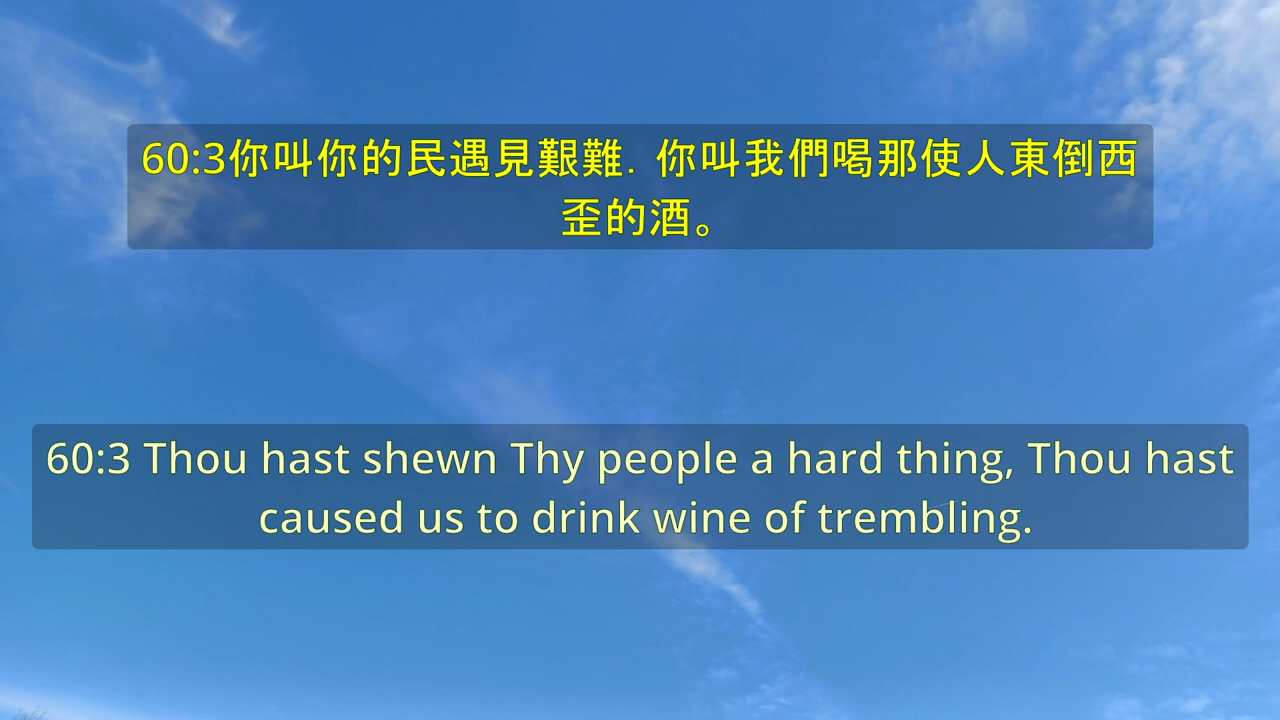 60:3你叫你的民遇見艱難．你叫我們喝那使人東倒西
歪的酒。
60:3 Thou hast shewn Thy people a hard thing, Thou hast
caused us to drink wine of trembling.